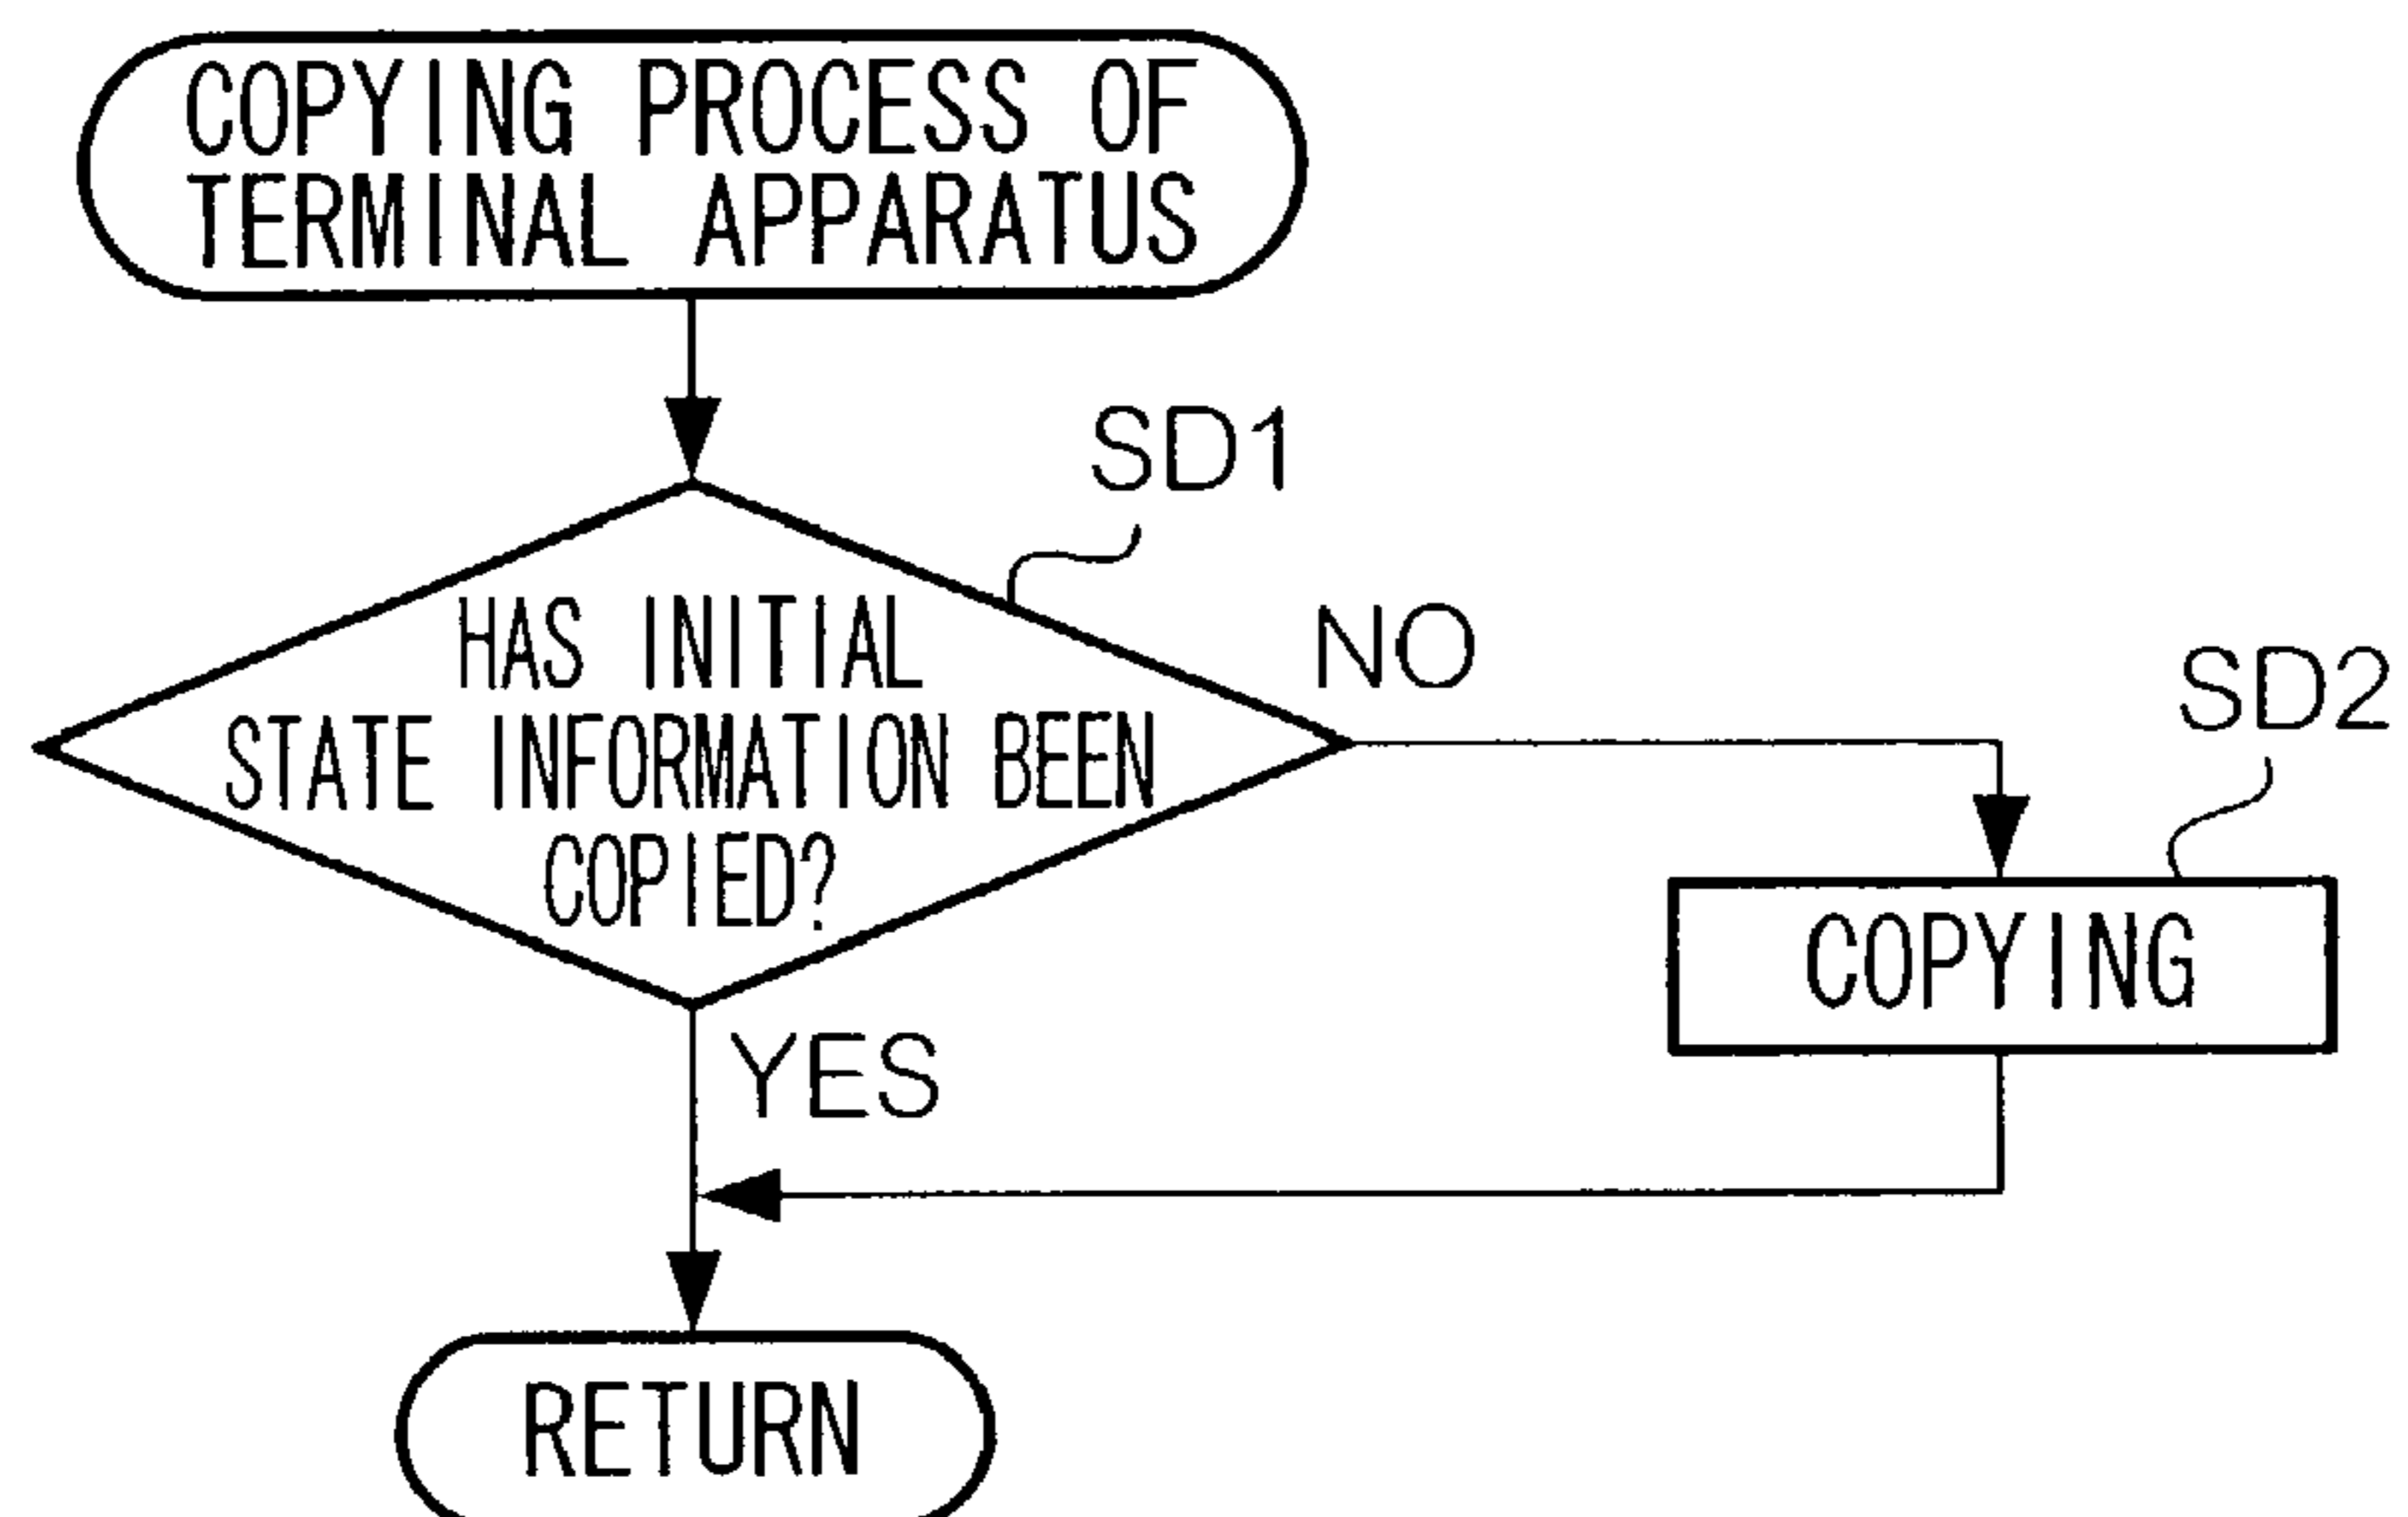 COPYING PROCESS OF
TERMINAL APPARATUS
SD1
HAS INITIAL
STATE INFORMATION BEEN
COPIED?
NO
SD2
COPYING
YES
RETURN